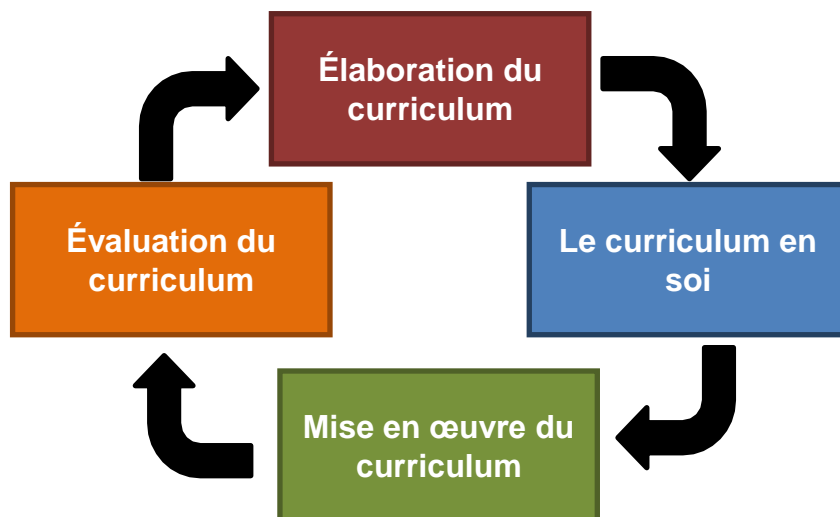 Élaboration du
curriculum
Évaluation du
curriculum
Le curriculum en
soi
Mise en œuvre du
curriculum